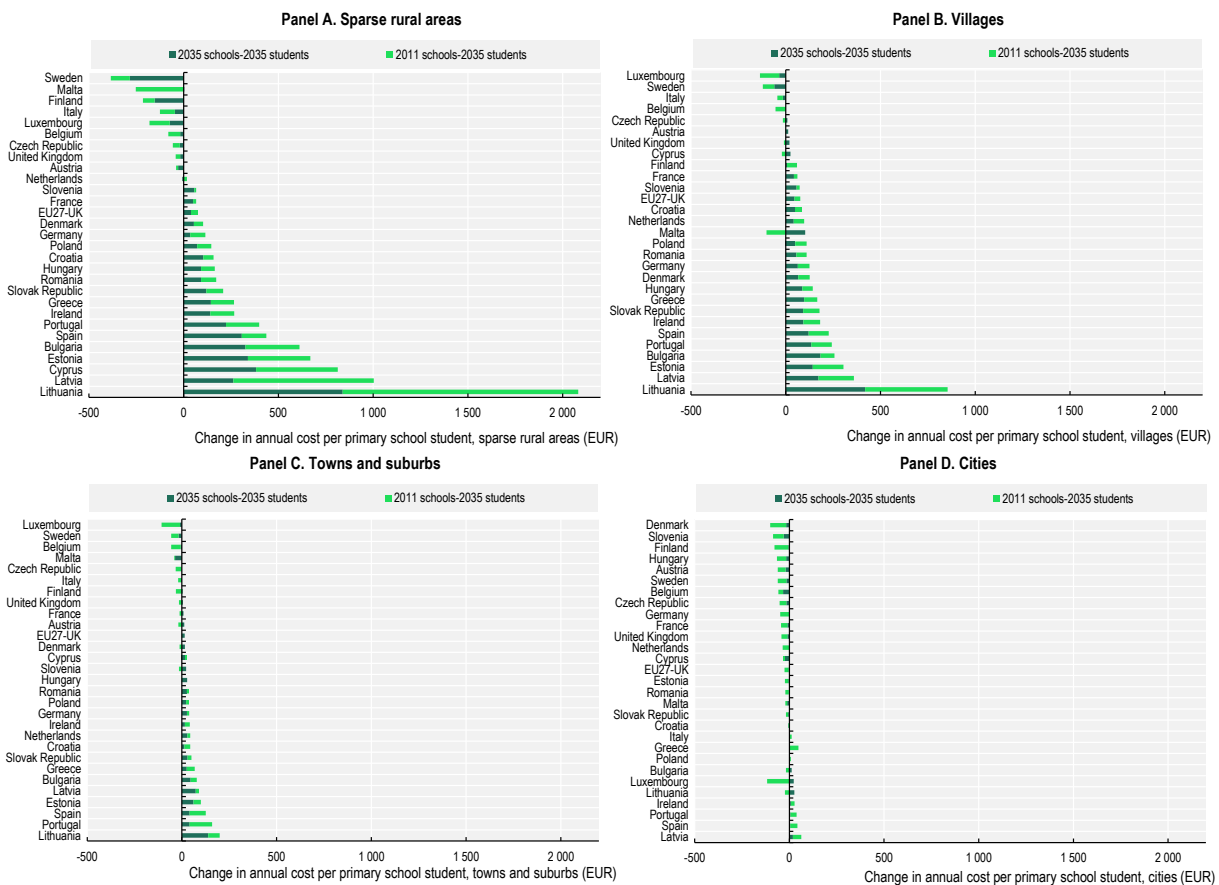 Panel A. Sparse rural areas
2035 schools-2035 students
2011 schools-2035 students
Sweden
Malta
Finland
Italy
Luxembourg
Belgium
Czech Republic
United Kingdom
Austria
Netherlands
Slovenia
France
EU27-UK
Denmark
Germany
Poland
Croatia
Hungary
Romania
Slovak Republic
Greece
Ireland
Portugal
Spain
Bulgaria
Estonia
Cyprus
Latvia
Lithuania
-500 0 500 1 000 1 500 2 000
Change in annual cost per primary school student, sparse rural areas (EUR)
Panel B. Villages
2035 schools-2035 students
2011 schools-2035 students
Luxembourg
Sweden
Italy
Belgium
Czech Republic
Austria
United Kingdom
Cyprus
Finland
France
Slovenia
EU27-UK
Croatia
Netherlands
Malta
Poland
Romania
Germany
Denmark
Hungary
Greece
Slovak Republic
Ireland
Spain
Portugal
Bulgaria
Estonia
Latvia
Lithuania
-500 0 500 1 000 1 500 2 000
Change in annual cost per primary school student, villages (EUR)
Panel C. Towns and suburbs
2035 schools-2035 students
2011 schools-2035 students
Luxembourg
Sweden
Belgium
Malta
Czech Republic
Italy
Finland
United Kingdom
France
Austria
EU27-UK
Denmark
Cyprus
Slovenia
Hungary
Romania
Poland
Germany
Ireland
Netherlands
Croatia
Slovak Republic
Greece
Bulgaria
Latvia
Estonia
Spain
Portugal
Lithuania
-500 0 500 1 000 1 500 2 000
Change in annual cost per primary school student, towns and suburbs (EUR)
Panel D. Cities
2035 schools-2035 students
2011 schools-2035 students
Denmark
Slovenia
Finland
Hungary
Austria
Sweden
Belgium
Czech Republic
Germany
France
United Kingdom
Netherlands
Cyprus
EU27-UK
Estonia
Romania
Malta
Slovak Republic
Croatia
Italy
Greece
Poland
Bulgaria
Luxembourg
Lithuania
Ireland
Portugal
Spain
Latvia
-500 0 500 1 000 1 500 2 000
Change in annual cost per primary school student, cities (EUR)